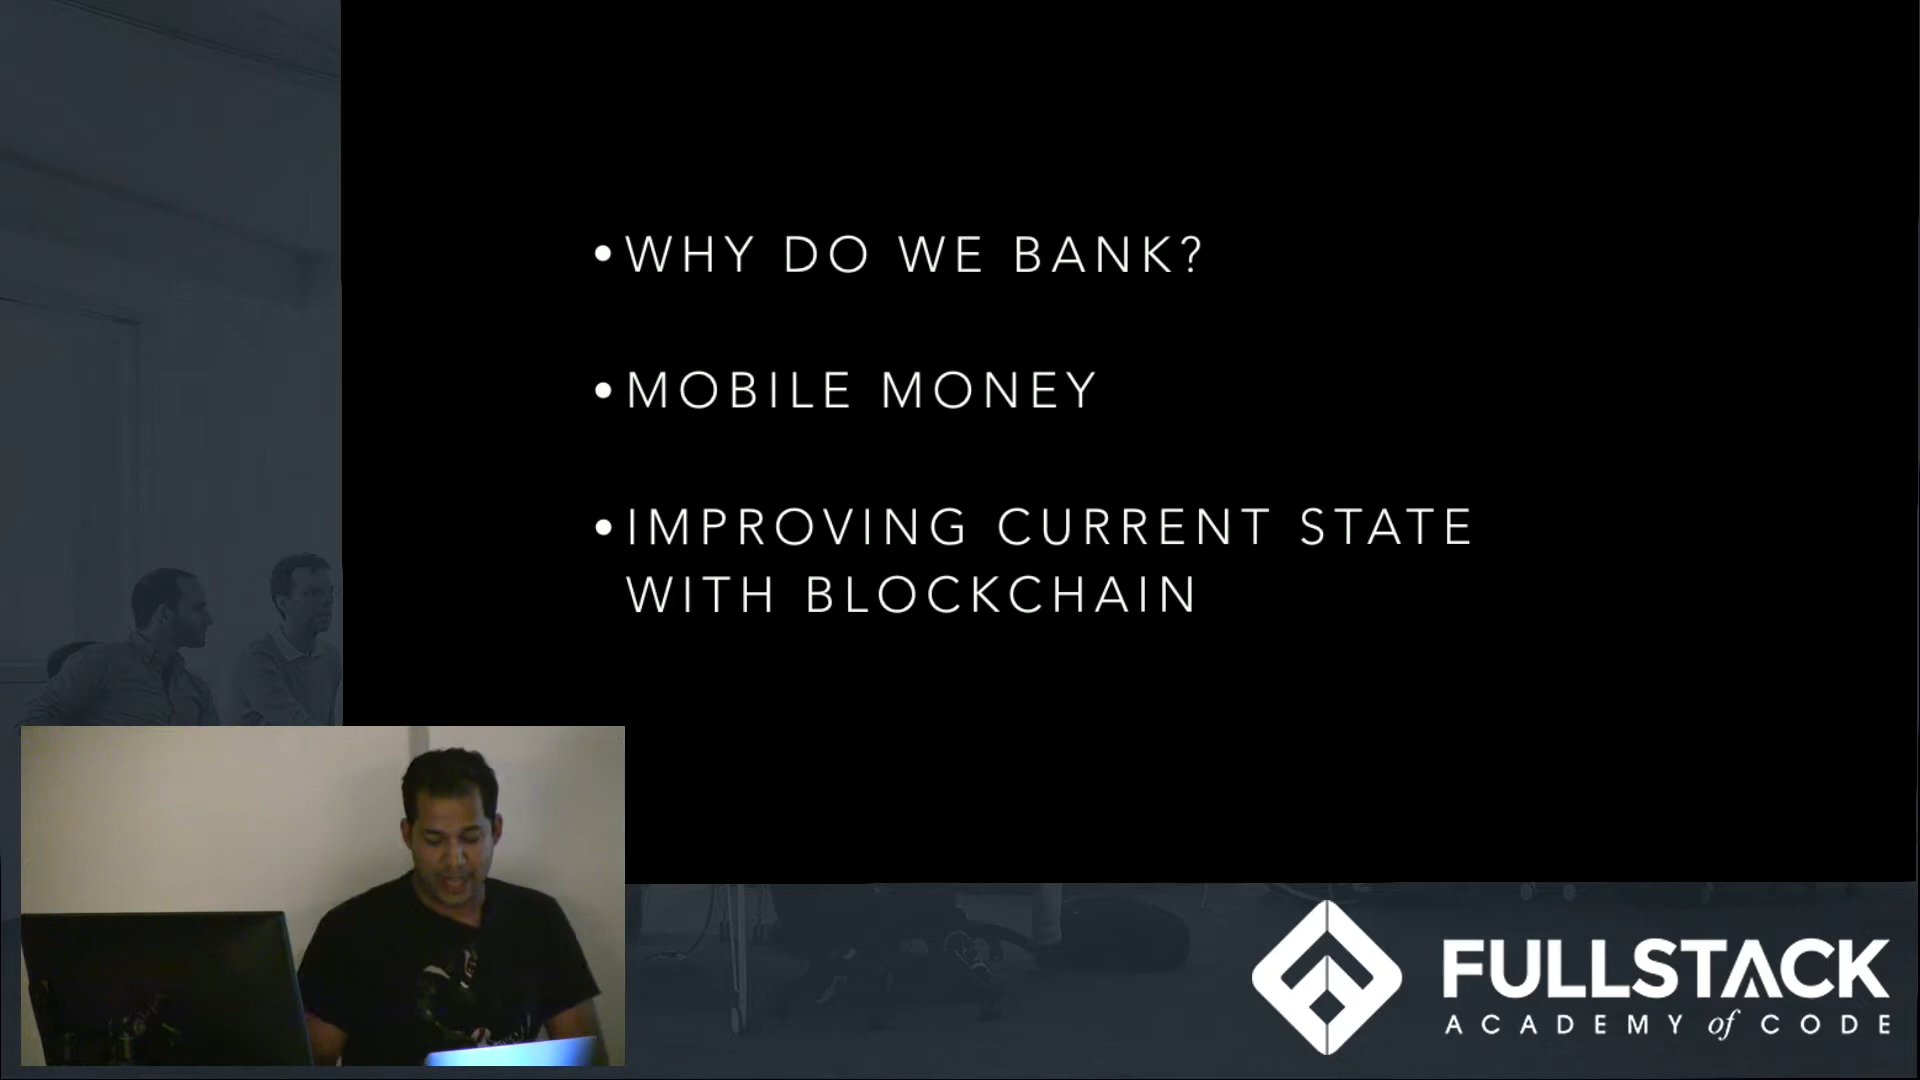 •WHY DO WE BANK?
•MOBILE MONEY
•IMPROVING CURRENT STATE
WITH BLOCKCHAIN
FULLSTACK
ACADEMY of CODE